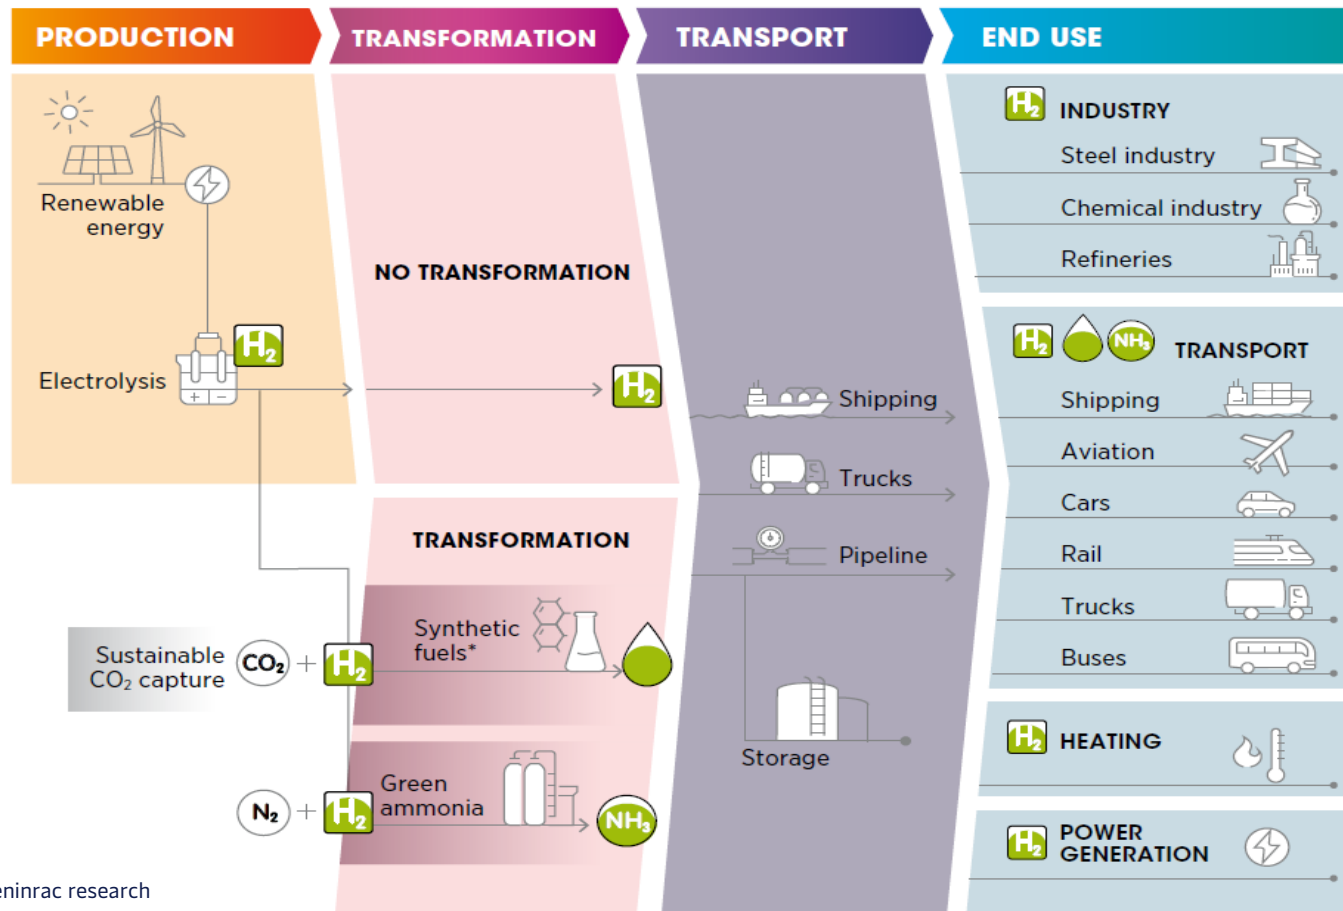 PRODUCTION
TRANSFORMATION
TRANSPORT
END USE
Renewable
energy
Electrolysis
H₂
NO TRANSFORMATION
H₂
TRANSFORMATION
Sustainable
CO₂ capture
CO₂ + H₂
Synthetic
fuels*
N₂ + H₂
Green
ammonia
NH₃
Shipping
Trucks
Pipeline
Storage
H₂ INDUSTRY
Steel industry
Chemical industry
Refineries
H₂ NH₃ TRANSPORT
Shipping
Aviation
Cars
Rail
Trucks
Buses
H₂ HEATING
H₂ POWER
GENERATION
eninrac research